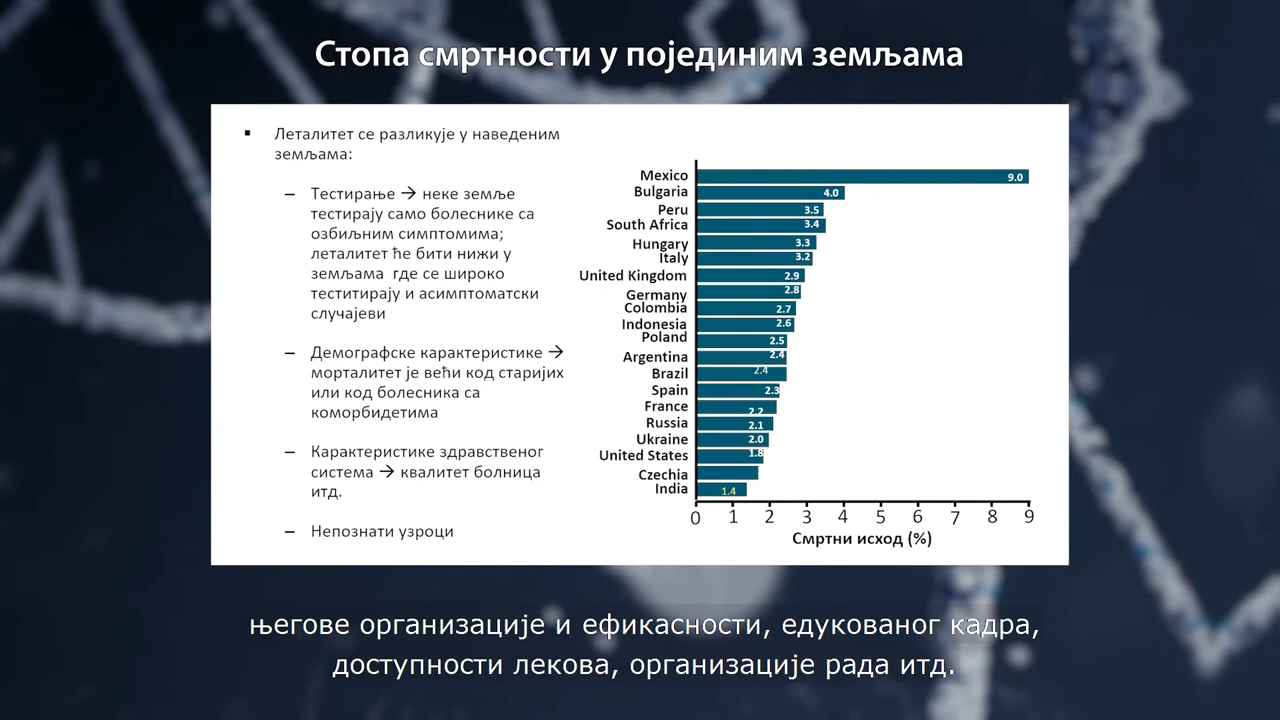 Стопа смртности у појединим земљама
▪ Леталитет се разликује у наведеним
земљама:
– Тестирање → неке земље
тестирају само болеснике са
озбиљним симптомима;
леталитет ће бити нижи у
земљама где се широко
теститирају и асимптоматски
случајеви
– Демографске карактеристике →
морталитет је већи код старијих
или код болесника са
коморбидетима
– Карактеристике здравственог
система → квалитет болница
итд.
– Непознати узроци
Mexico 9.0
Bulgaria 4.0
Peru 3.5
South Africa 3.4
Hungary 3.3
Italy 3.2
United Kingdom 2.9
Germany 2.8
Colombia 2.7
Indonesia 2.6
Poland 2.5
Argentina 2.4
Brazil 2.4
Spain 2.3
France 2.2
Russia 2.1
Ukraine 2.0
United States 1.8
Czechia
India 1.4
0 1 2 3 4 5 6 7 8 9
Смртни исход (%)
његове организације и ефикасности, едукованог кадра,
доступности лекова, организације рада итд.